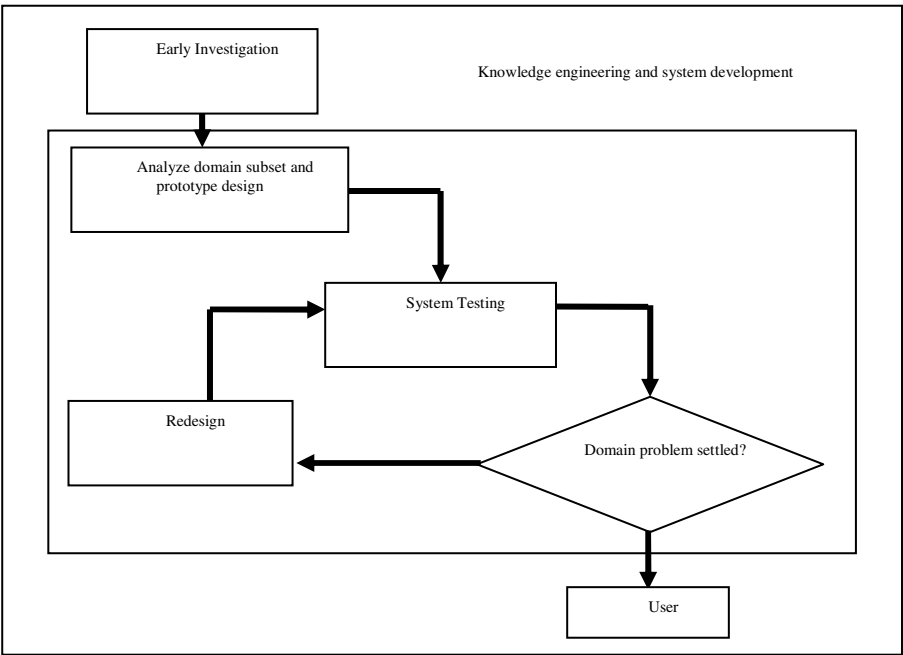 Early Investigation
Knowledge engineering and system development
Analyze domain subset and
prototype design
System Testing
Redesign
Domain problem settled?
User